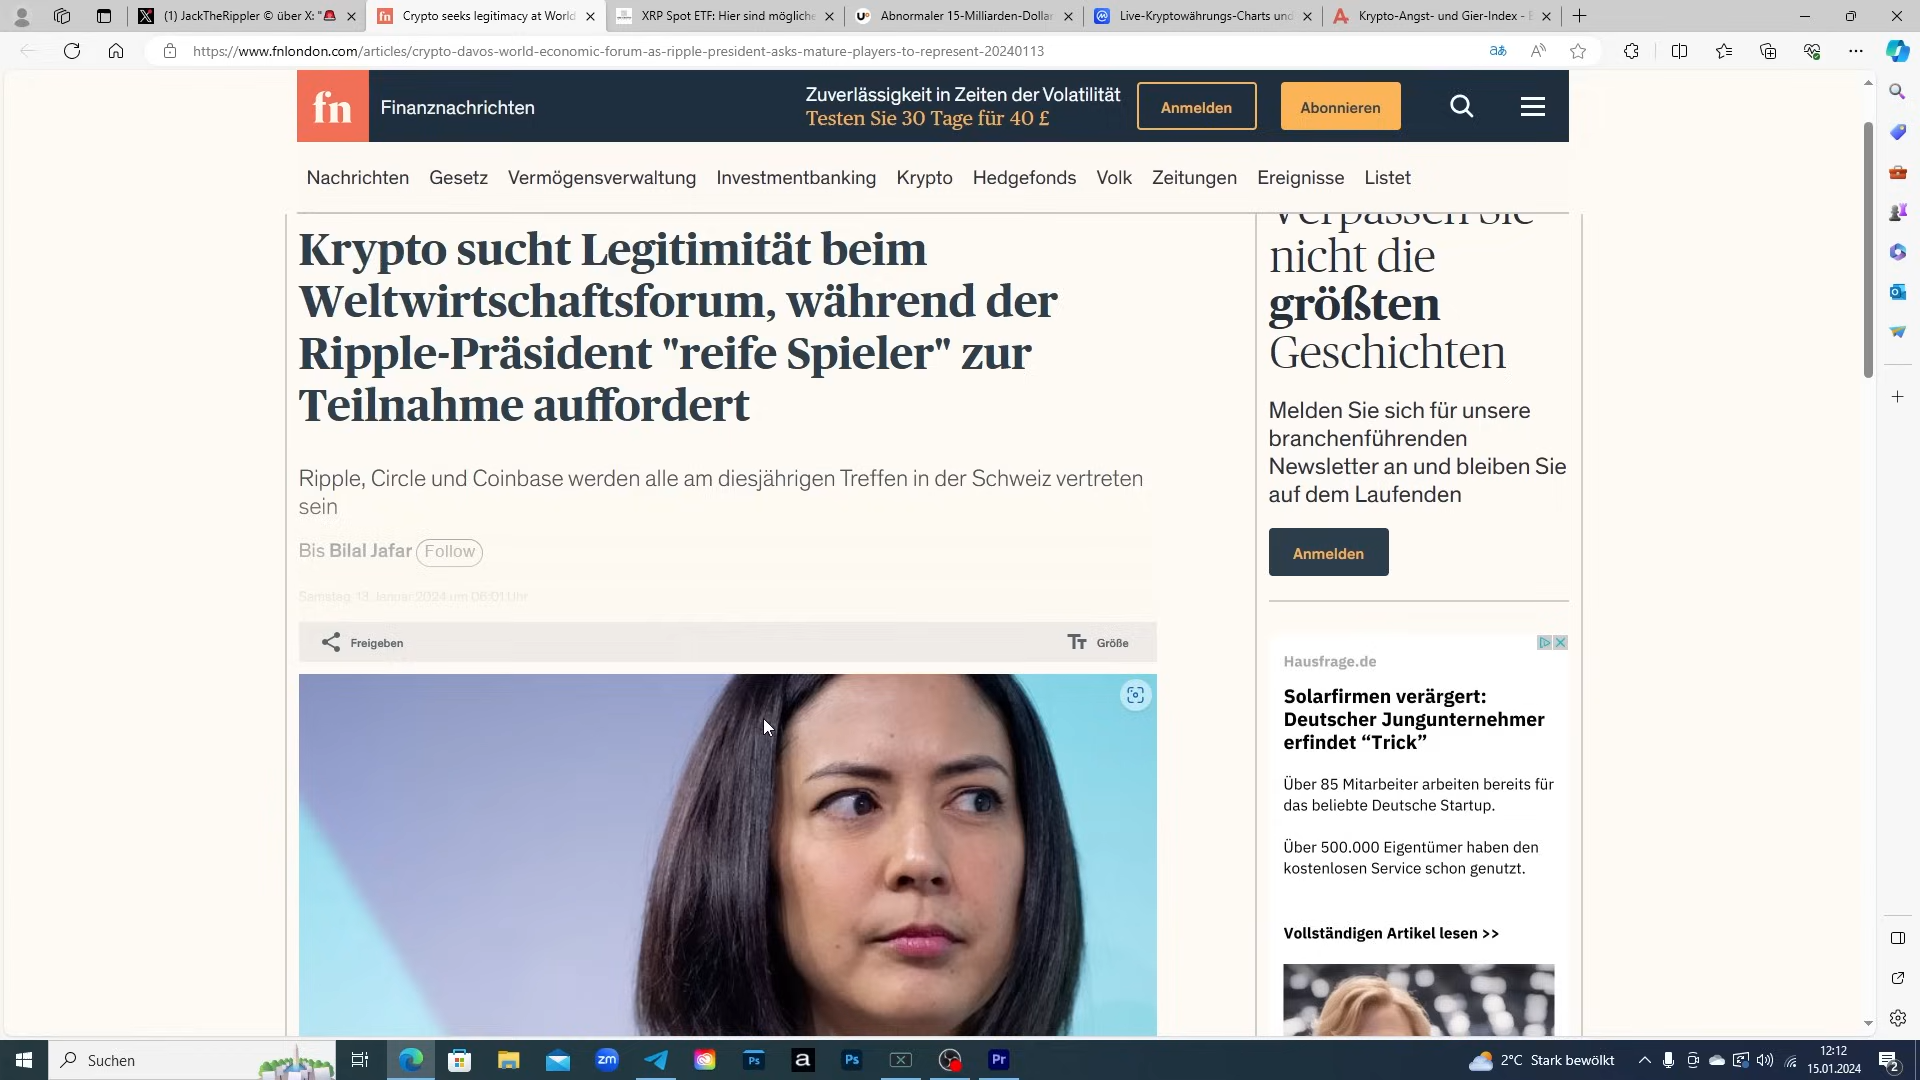 (1) JackTheRippler © über X: "🚨
Crypto seeks legitimacy at World
XRP Spot ETF: Hier sind mögliche
Abnormaler 15-Milliarden-Dollar
Live-Kryptowährungs-Charts und
Krypto-Angst- und Gier-Index -
https://www.fnlondon.com/articles/crypto-davos-world-economic-forum-as-ripple-president-asks-mature-players-to-represent-20240113
fn
Finanznachrichten
Zuverlässigkeit in Zeiten der Volatilität
Testen Sie 30 Tage für 40 £
Anmelden
Abonnieren
Nachrichten Gesetz Vermögensverwaltung Investmentbanking Krypto Hedgefonds Volk Zeitungen Ereignisse Listet
Krypto sucht Legitimität beim
Weltwirtschaftsforum, während der
Ripple-Präsident "reife Spieler" zur
Teilnahme auffordert
Ripple, Circle und Coinbase werden alle am diesjährigen Treffen in der Schweiz vertreten
sein
Bis Bilal Jafar Follow
Samstag, 13. Januar 2024 um 06:01 Uhr
Freigeben
Größe
Verpassen Sie
nicht die
größten
Geschichten
Melden Sie sich für unsere
branchenführenden
Newsletter an und bleiben Sie
auf dem Laufenden
Anmelden
Hausfrage.de
Solarfirmen verärgert:
Deutscher Jungunternehmer
erfindet “Trick”
Über 85 Mitarbeiter arbeiten bereits für
das beliebte Deutsche Startup.
Über 500.000 Eigentümer haben den
kostenlosen Service schon genutzt.
Vollständigen Artikel lesen >>
Suchen
zm
Ps
a
Ps
Pr
2°C Stark bewölkt
12:12
15.01.2024
2